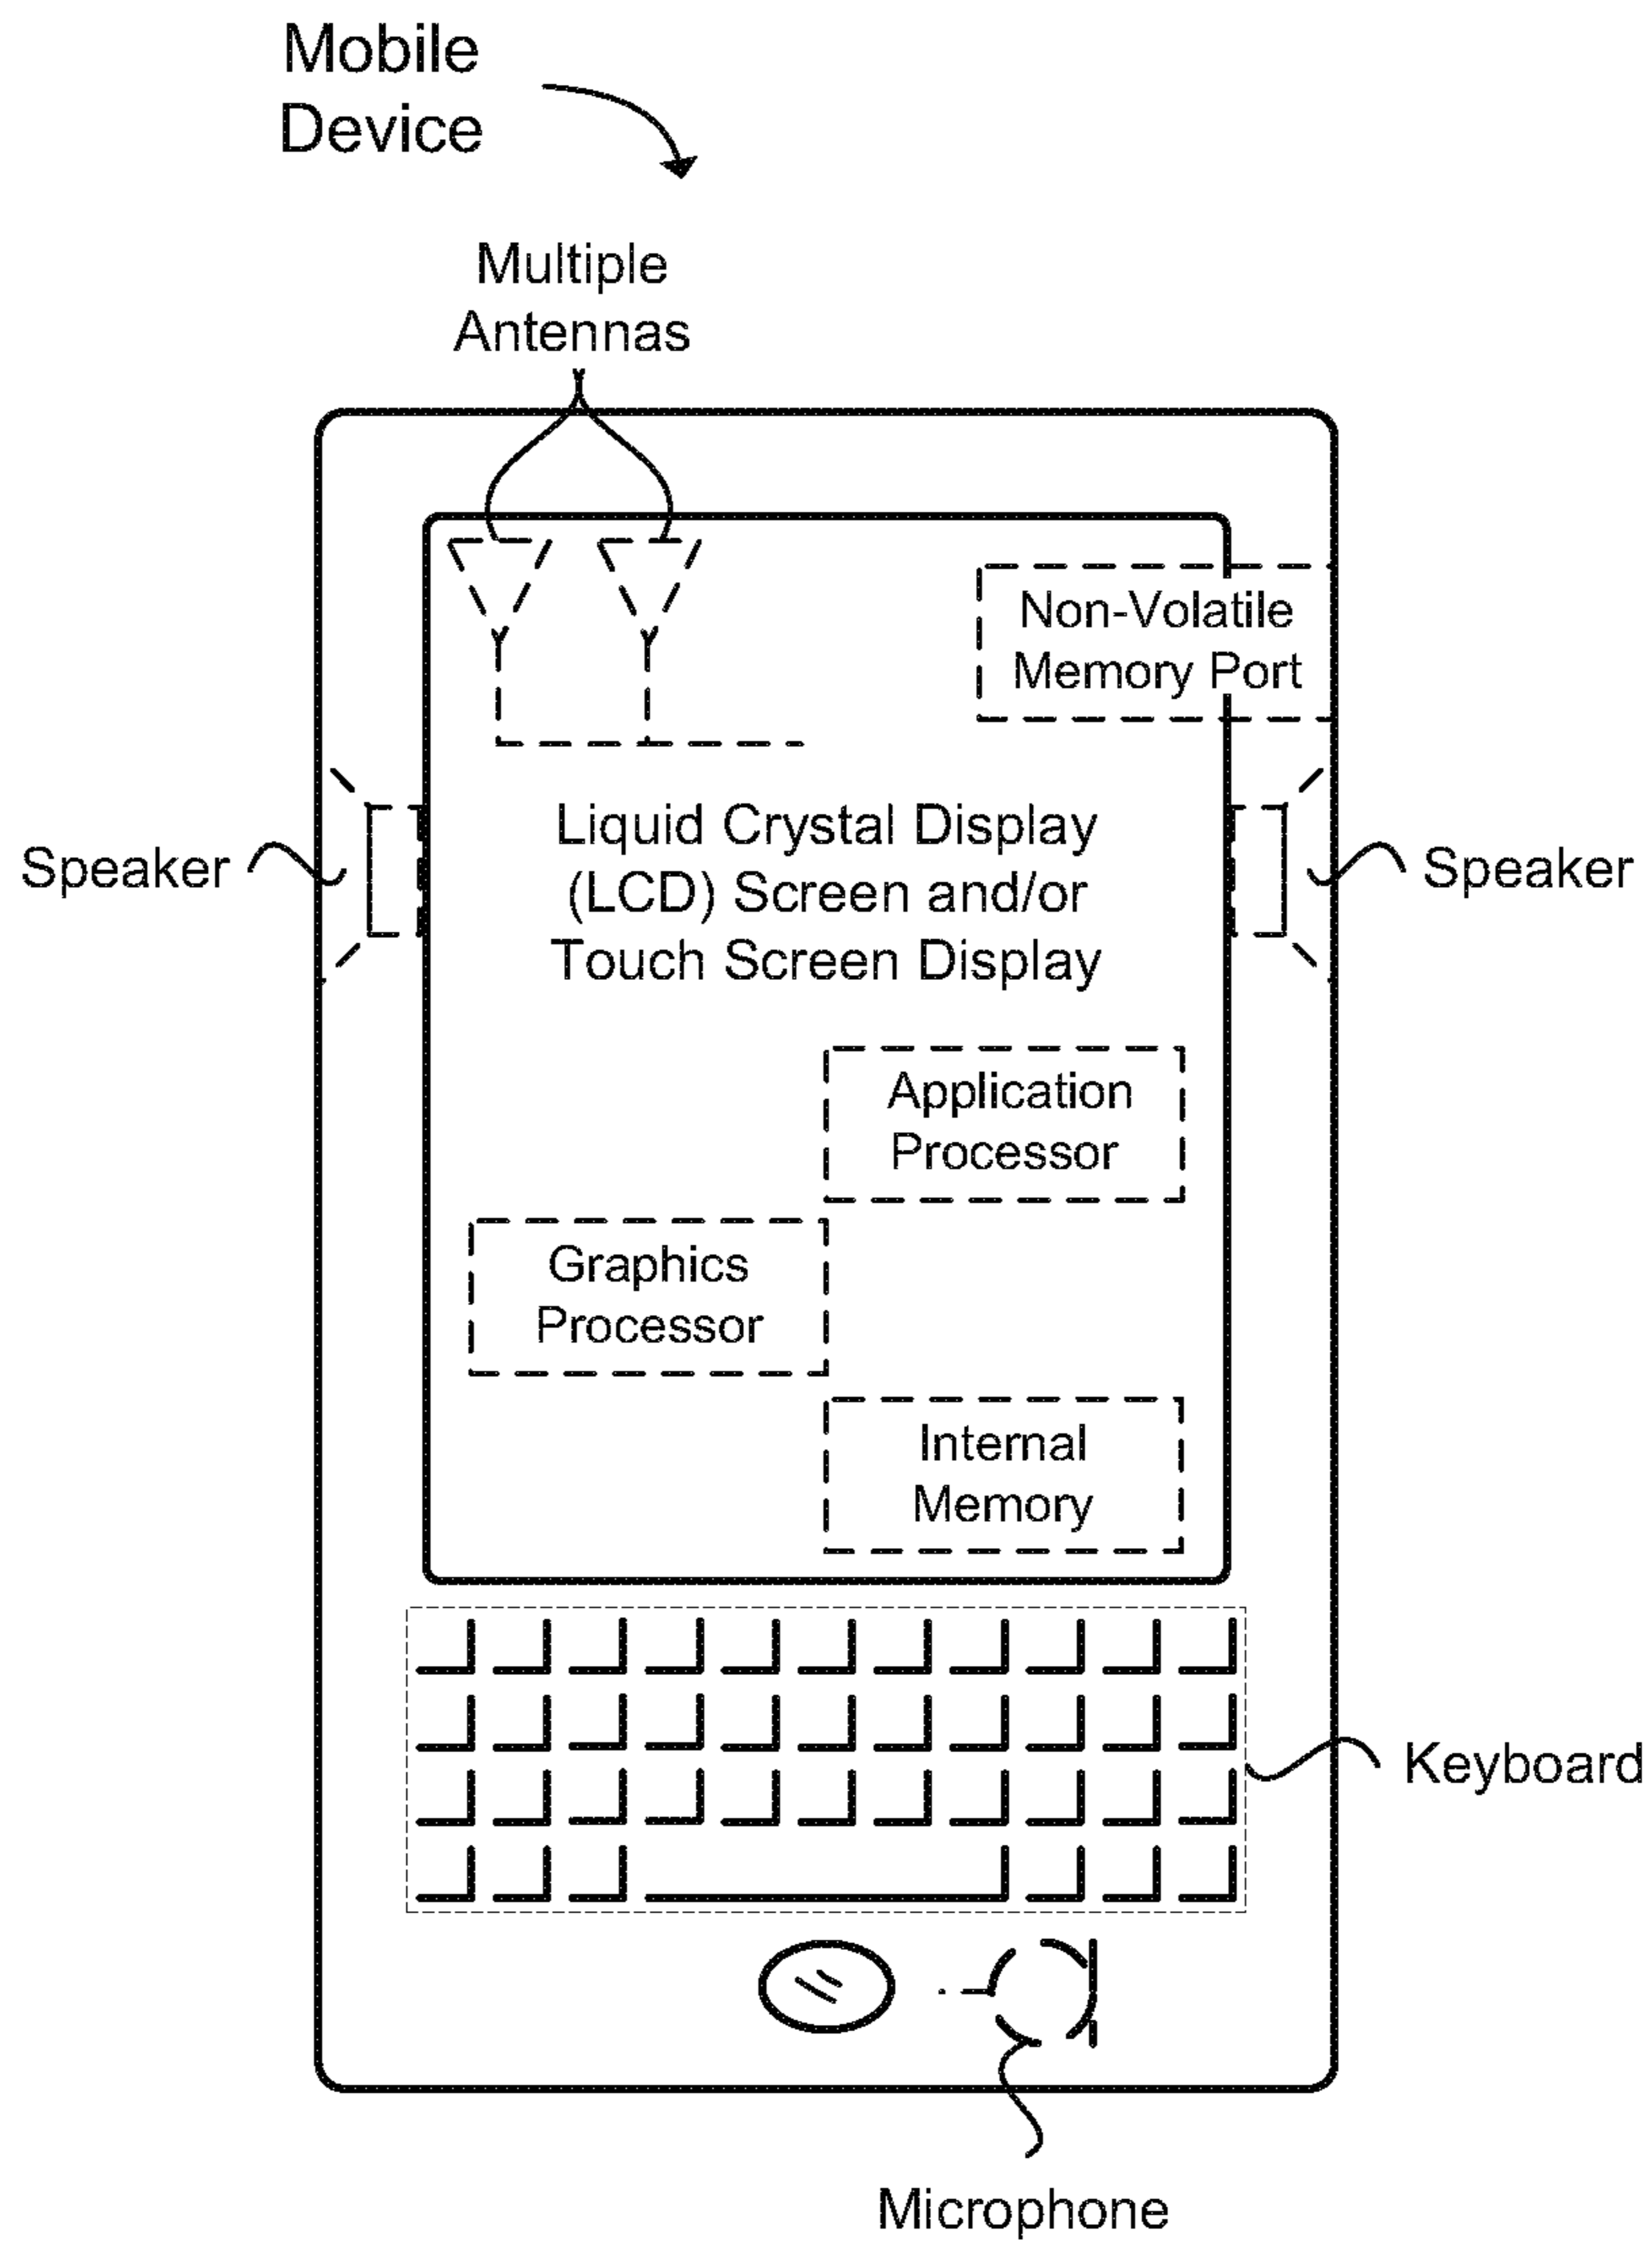 Mobile
Device
Multiple
Antennas
Non-Volatile
Memory Port
Speaker
Liquid Crystal Display
(LCD) Screen and/or
Touch Screen Display
Speaker
Application
Processor
Graphics
Processor
Internal
Memory
Keyboard
Microphone